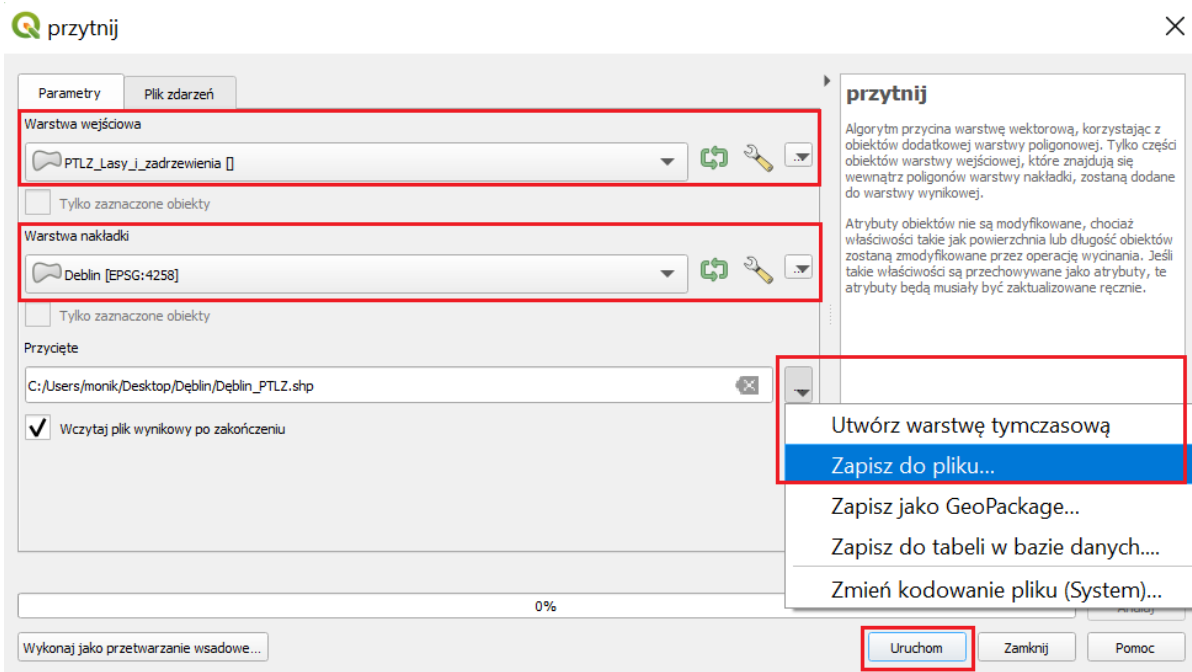 przytnij
Parametry
Plik zdarzeń
Warstwa wejściowa
PTLZ_Lasy_i_zadrzewienia []
Tylko zaznaczone obiekty
Warstwa nakładki
Deblin [EPSG:4258]
Tylko zaznaczone obiekty
Przycięte
C:/Users/monik/Desktop/Dęblin/Dęblin_PTLZ.shp
Wczytaj plik wynikowy po zakończeniu
przytnij
Algorytm przycina warstwę wektorową, korzystając z
obiektów dodatkowej warstwy poligonowej. Tylko części
obiektów warstwy wejściowej, które znajdują się
wewnątrz poligonów warstwy nakładki, zostaną dodane
do warstwy wynikowej.
Atrybuty obiektów nie są modyfikowane, chociaż
właściwości takie jak powierzchnia lub długość obiektów
zostaną zmodyfikowane przez operację wycinania. Jeśli
takie właściwości są przechowywane jako atrybuty, te
atrybuty będą musiały być zaktualizowane ręcznie.
Utwórz warstwę tymczasową
Zapisz do pliku...
Zapisz jako GeoPackage...
Zapisz do tabeli w bazie danych....
Zmień kodowanie pliku (System)...
0%
Wykonaj jako przetwarzanie wsadowe...
Uruchom
Zamknij
Pomoc